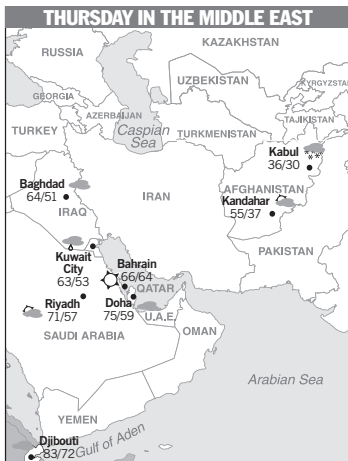 THURSDAY IN THE MIDDLE EAST
KAZAKHSTAN
RUSSIA
UZBEKISTAN
KYRGYZSTAN
GEORGIA
AZERBAIJAN
TAJIKISTAN
TURKEY
Caspian
Sea
TURKMENISTAN
Kabul
36/30
Baghdad
64/51
IRAQ
IRAN
AFGHANISTAN
Kandahar
55/37
PAKISTAN
Kuwait
City
63/53
Bahrain
66/64
QATAR
Riyadh
71/57
Doha
75/59
U.A.E.
SAUDI ARABIA
OMAN
Arabian Sea
YEMEN
Djibouti
83/72
Gulf of Aden